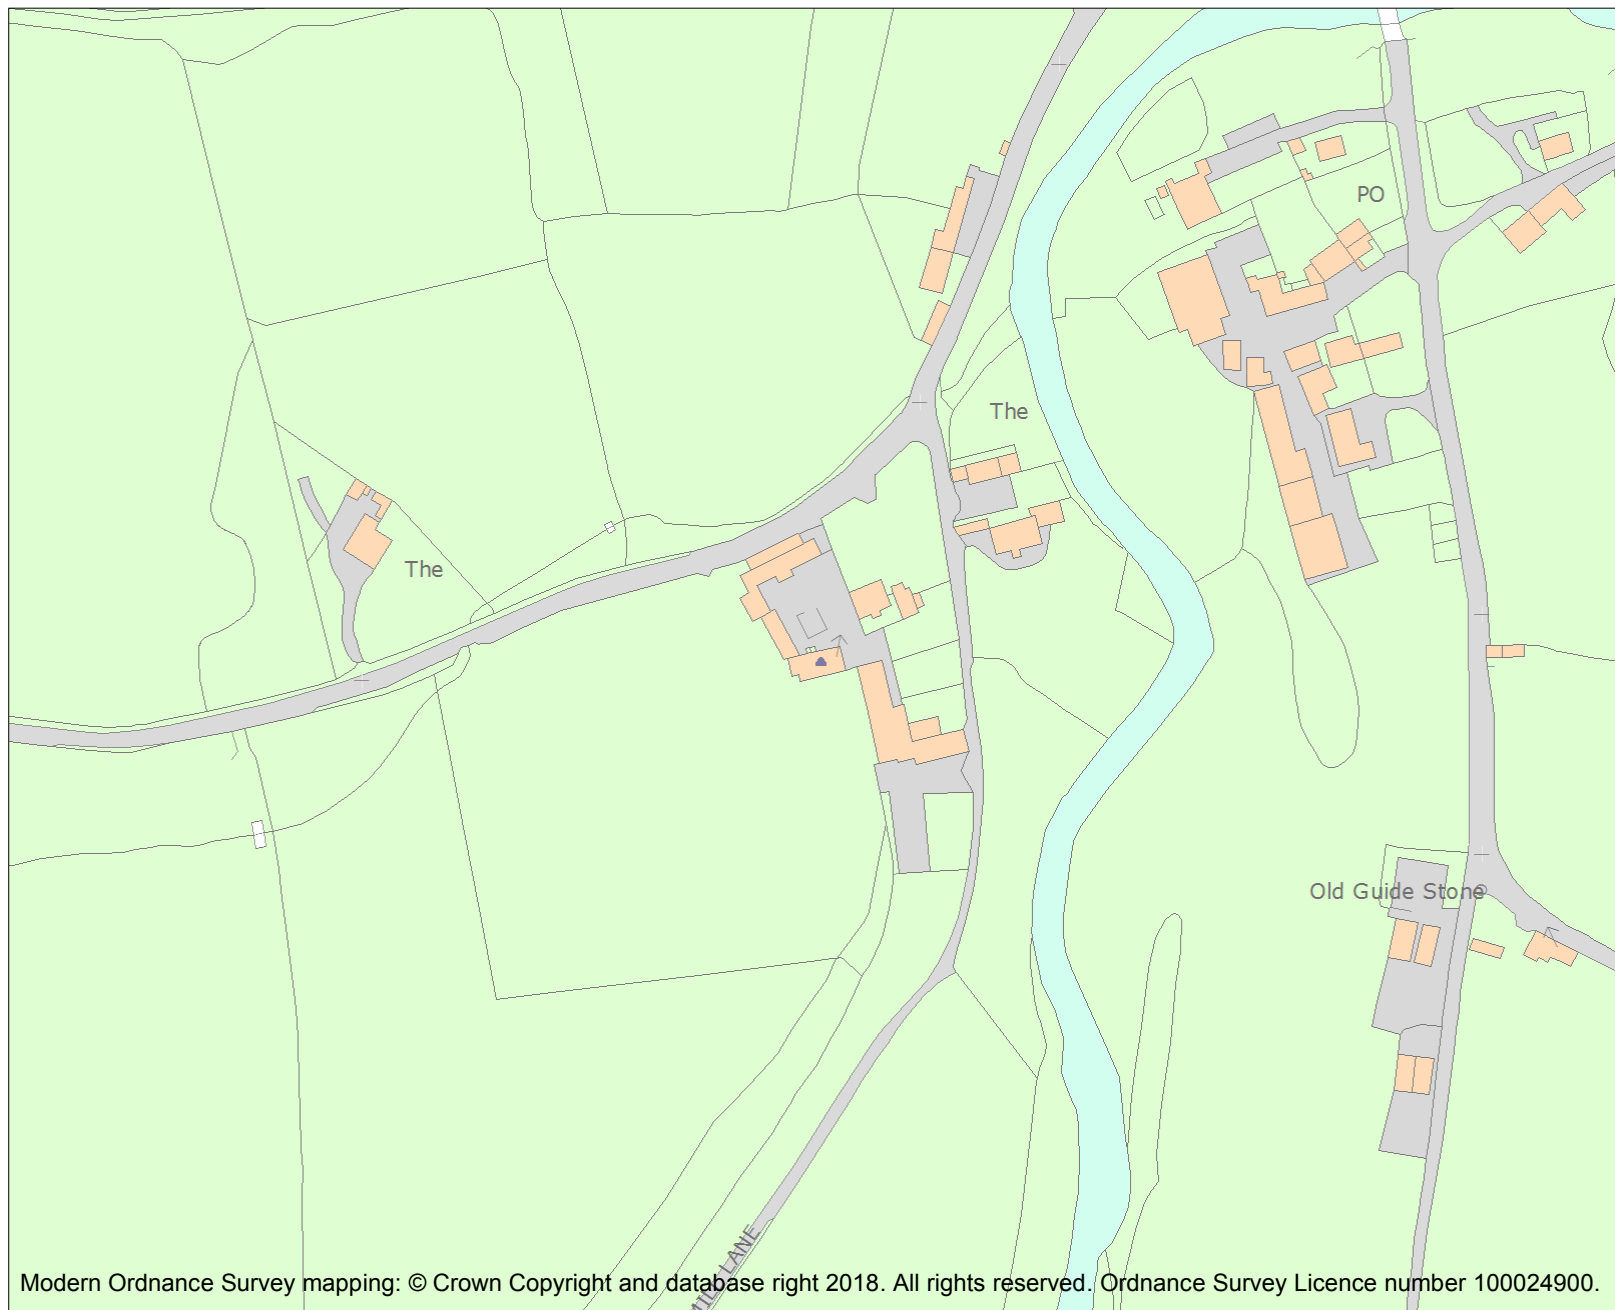 PO
The
The
Old Guide Stone
LANE
Modern Ordnance Survey mapping: © Crown Copyright and database right 2018. All rights reserved. Ordnance Survey Licence number 100024900.